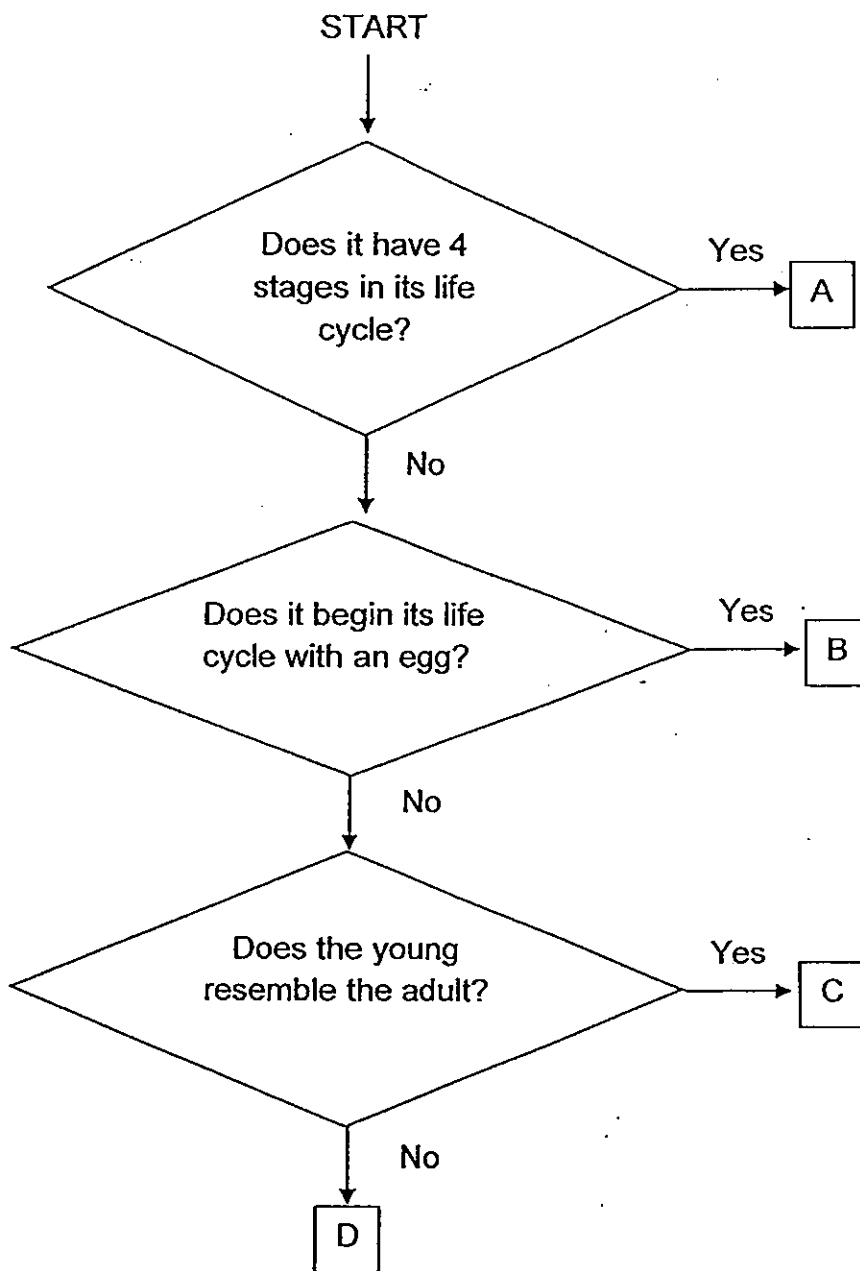 START
Does it have 4
stages in its life
cycle?
Yes
A
No
Does it begin its life
cycle with an egg?
Yes
B
No
Does the young
resemble the adult?
Yes
C
No
D